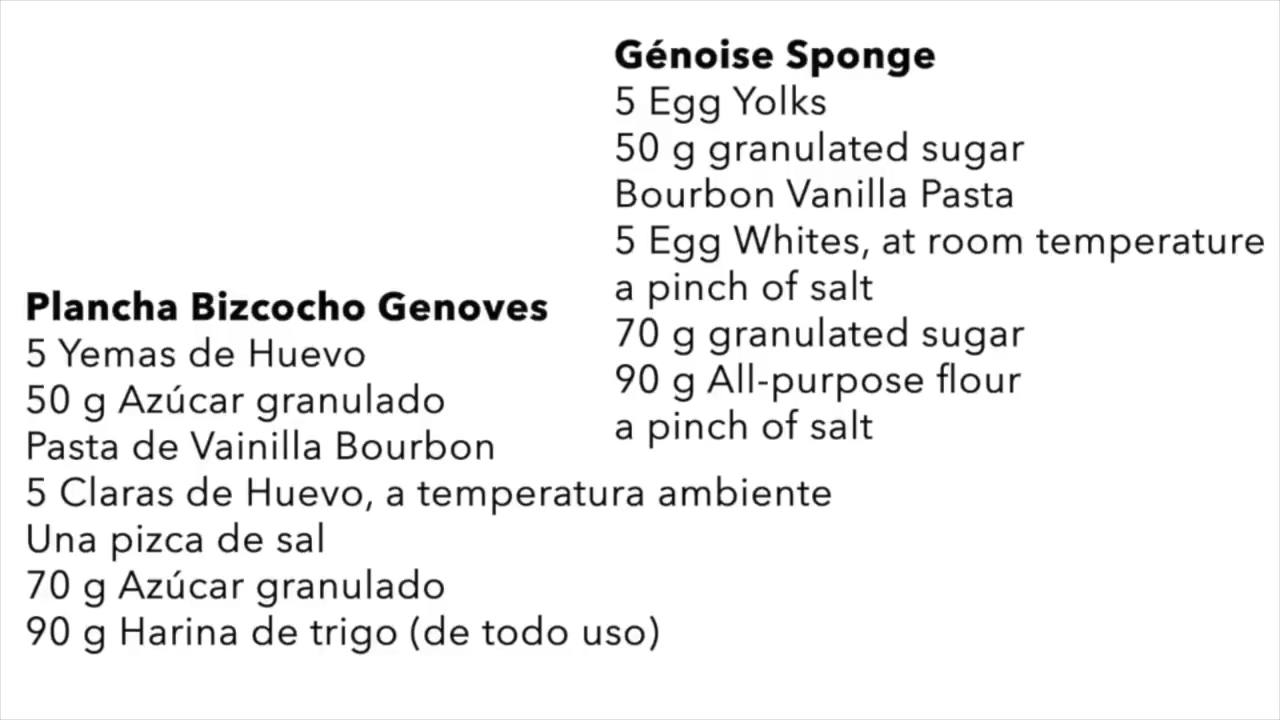 Génoise Sponge
5 Egg Yolks
50 g granulated sugar
Bourbon Vanilla Pasta
5 Egg Whites, at room temperature
a pinch of salt
70 g granulated sugar
90 g All-purpose flour
a pinch of salt
Plancha Bizcocho Genoves
5 Yemas de Huevo
50 g Azúcar granulado
Pasta de Vainilla Bourbon
5 Claras de Huevo, a temperatura ambiente
Una pizca de sal
70 g Azúcar granulado
90 g Harina de trigo (de todo uso)